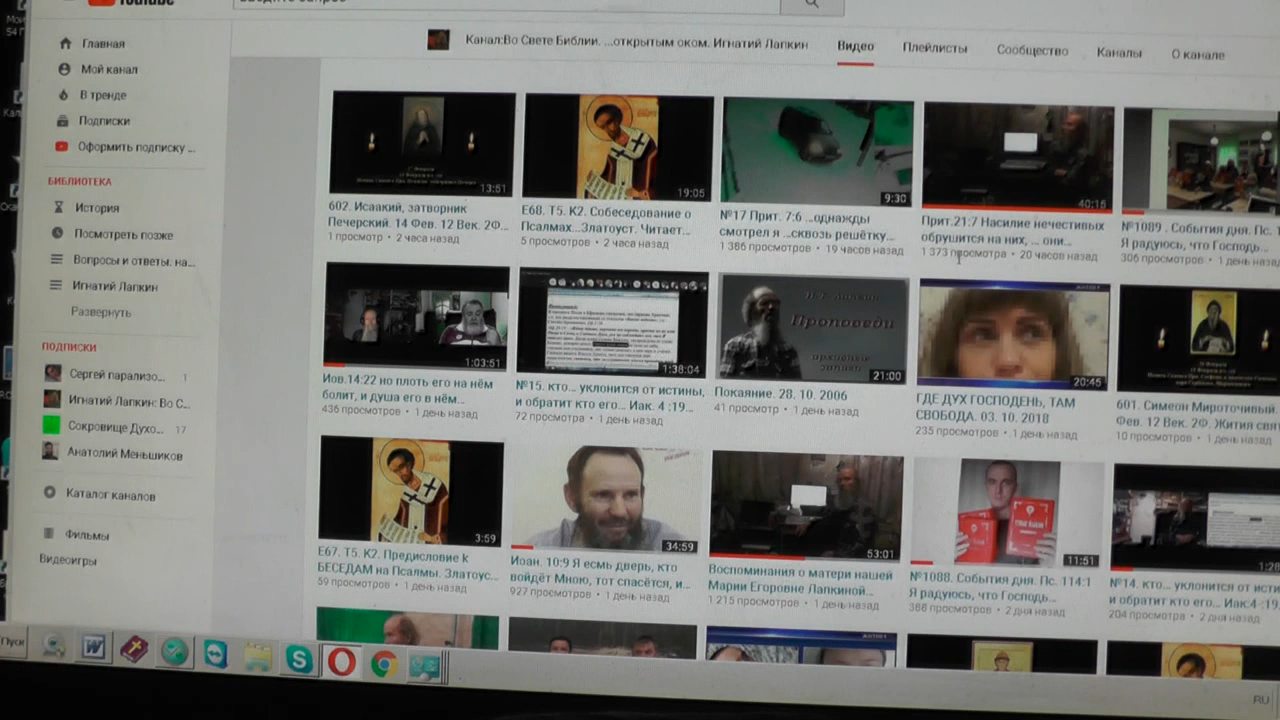 YouTube
Введите запрос
Главная
Мой канал
В тренде
Подписки
Оформить подписку ...
БИБЛИОТЕКА
История
Посмотреть позже
Вопросы и ответы. на...
Игнатий Лапкин
Развернуть
ПОДПИСКИ
Сергей парализо... 1
Игнатий Лапкин: Во С...
Сокровище Духо... 17
Анатолий Меньшиков
Каталог каналов
Фильмы
Видеоигры
Канал:Во Свете Библии. ...открытым оком. Игнатий Лапкин
Видео Плейлисты Сообщество Каналы О канале
13:51
602. Исаакий, затворник
Печерский. 14 Фев. 12 Век. 2Ф...
1 просмотр • 2 часа назад
19:05
Е68. Т5. К2. Собеседование о
Псалмах...Златоуст. Читает...
5 просмотров • 2 часа назад
9:30
№17 Прит. 7:6 ...однажды
смотрел я ...сквозь решётку...
1 386 просмотров • 19 часов назад
40:15
Прит.21:7 Насилие нечестивых
обрушится на них, ... они...
1 373 просмотра • 20 часов назад
№1089 . События дня. Пс. 1
Я радуюсь, что Господь...
306 просмотров • 1 день назад
1:03:51
Иов.14:22 но плоть его на нём
болит, и душа его в нём...
436 просмотров • 1 день назад
1:38:04
№15. кто... уклонится от истины,
и обратит кто его... Иак. 4 :19...
72 просмотра • 1 день назад
Проповеди
21:00
Покаяние. 28. 10. 2006
41 просмотр • 1 день назад
20:45
ГДЕ ДУХ ГОСПОДЕНЬ, ТАМ
СВОБОДА. 03. 10. 2018
235 просмотров • 1 день назад
601. Симеон Мироточивый.
Фев. 12 Век. 2Ф. Жития свя
10 просмотров • 1 день назад
3:59
Е67. Т5. К2. Предисловие k
БЕСЕДАМ на Псалмы. Златоус...
59 просмотров • 1 день назад
34:59
Иоан. 10:9 Я есмь дверь, кто
войдёт Мною, тот спасётся, и...
927 просмотров • 1 день назад
53:01
Воспоминания о матери нашей
Марии Егоровне Лапкиной...
1 215 просмотров • 1 день назад
11:51
№1088. События дня. Пс. 114:1
Я радуюсь, что Господь...
388 просмотров • 2 дня назад
1:28
№14. кто... уклонится от исти
и обратит кто его... Иак.4 :19
204 просмотра • 2 дня назад
Пуск
RU